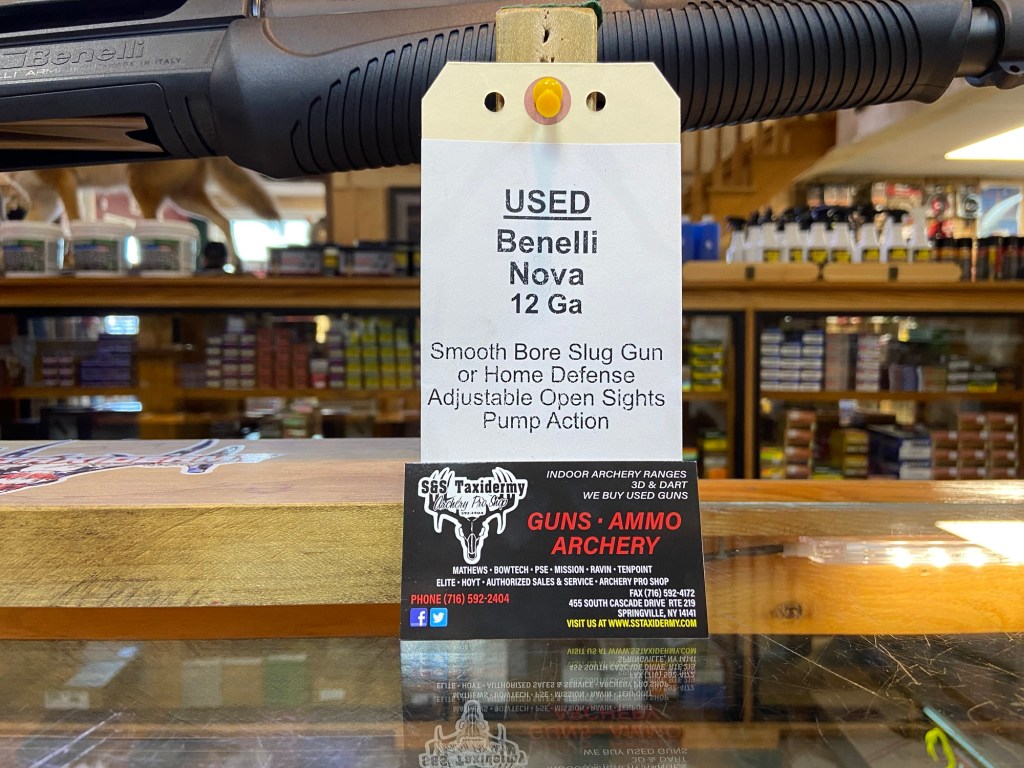 Benelli
MADE IN ITALY
USED
Benelli
Nova
12 Ga
Smooth Bore Slug Gun
or Home Defense
Adjustable Open Sights
Pump Action
S&S Taxidermy
Archery Pro Shop
INDOOR ARCHERY RANGES
3D & DART
WE BUY USED GUNS
GUNS · AMMO
ARCHERY
MATHEWS · BOWTECH · PSE · MISSION · RAVIN · TENPOINT
ELITE · HOYT · AUTHORIZED SALES & SERVICE · ARCHERY PRO SHOP
PHONE (716) 592-2404
FAX (716) 592-4172
455 SOUTH CASCADE DRIVE RTE 219
SPRINGVILLE, NY 14141
VISIT US AT WWW.SSTAXIDERMY.COM